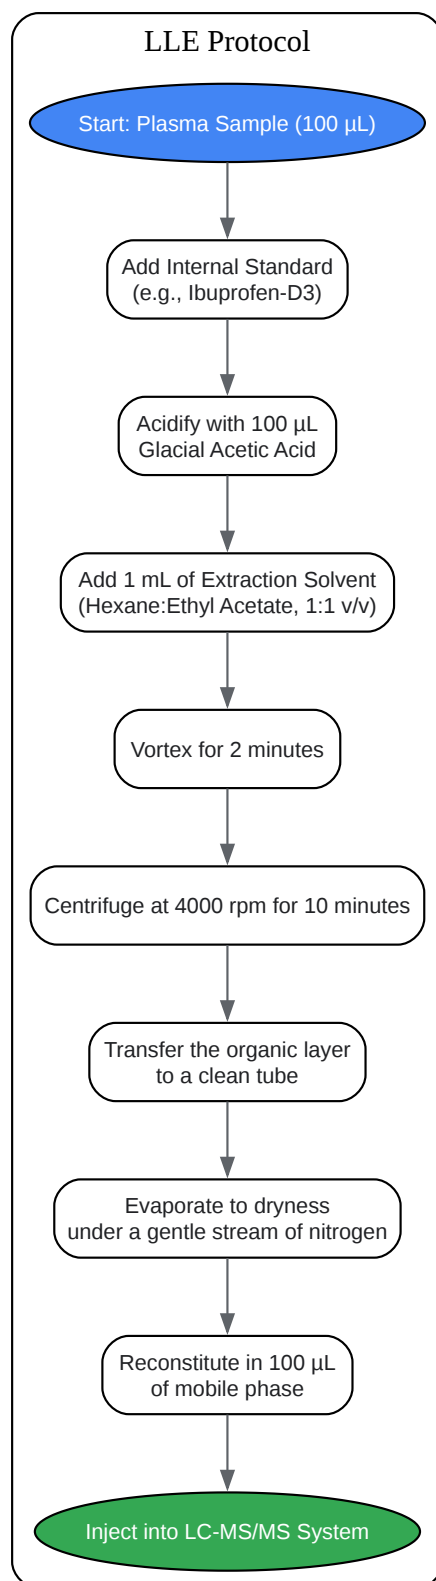 LLE Protocol
Start: Plasma Sample (100 µL)
Add Internal Standard
(e.g., Ibuprofen-D3)
Acidify with 100 µL
Glacial Acetic Acid
Add 1 mL of Extraction Solvent
(Hexane:Ethyl Acetate, 1:1 v/v)
Vortex for 2 minutes
Centrifuge at 4000 rpm for 10 minutes
Transfer the organic layer
to a clean tube
Evaporate to dryness
under a gentle stream of nitrogen
Reconstitute in 100 µL
of mobile phase
Inject into LC-MS/MS System